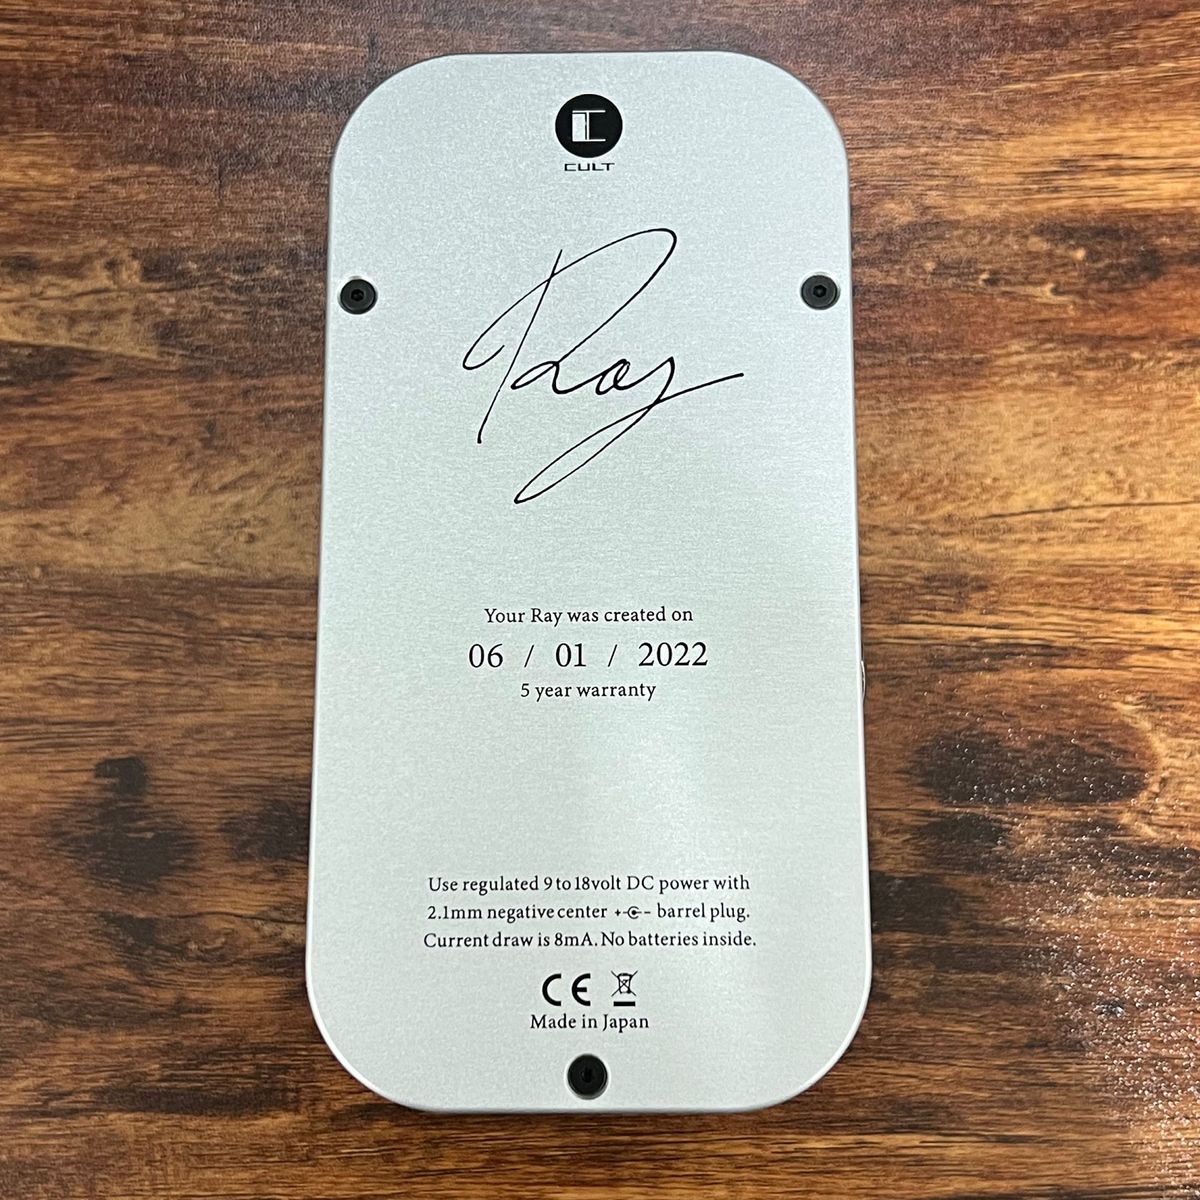 CULT
Ray
Your Ray was created on
06 / 01 / 2022
5 year warranty
Use regulated 9 to 18volt DC power with
2.1mm negative center barrel plug.
Current draw is 8mA. No batteries inside.
CE
Made in Japan